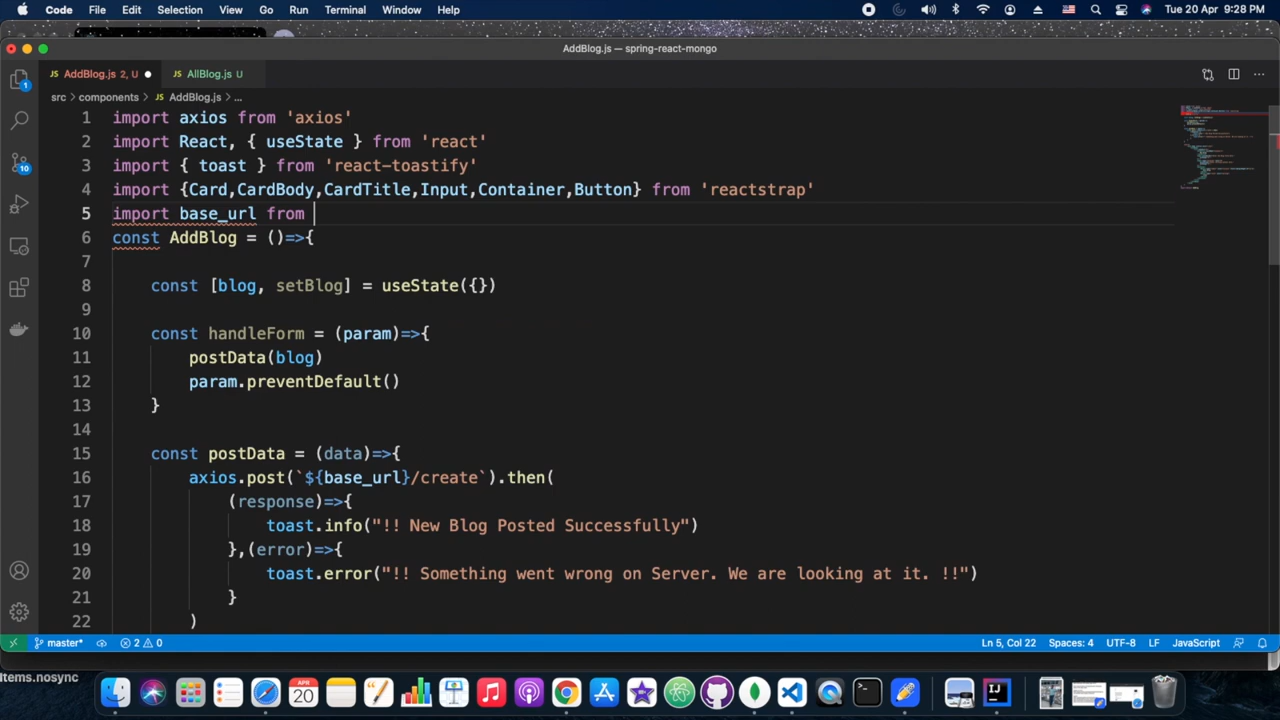 Code File Edit Selection View Go Run Terminal Window Help Tue 20 Apr 9:28 PM
AddBlog.js — spring-react-mongo
JS AddBlog.js 2, U ● JS AllBlog.js U
src > components > JS AddBlog.js > ...
1 import axios from 'axios'
2 import React, { useState } from 'react'
3 import { toast } from 'react-toastify'
4 import {Card,CardBody,CardTitle,Input,Container,Button} from 'reactstrap'
5 import base_url from
6 const AddBlog = ()=>{
7
8 const [blog, setBlog] = useState({})
9
10 const handleForm = (param)=>{
11 postData(blog)
12 param.preventDefault()
13 }
14
15 const postData = (data)=>{
16 axios.post(`${base_url}/create`).then(
17 (response)=>{
18 toast.info("!! New Blog Posted Successfully")
19 },(error)=>{
20 toast.error("!! Something went wrong on Server. We are looking at it. !!")
21 }
22 )
1
10
master* 2 0 Ln 5, Col 22 Spaces: 4 UTF-8 LF JavaScript
Items.nosync
APR 20